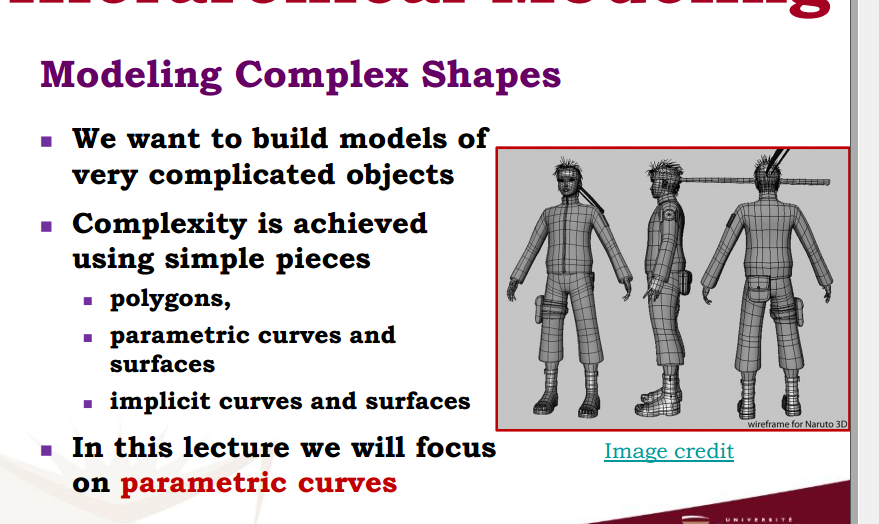 Hierarchical Modeling
Modeling Complex Shapes
We want to build models of
very complicated objects
Complexity is achieved
using simple pieces
polygons,
parametric curves and
surfaces
implicit curves and surfaces
In this lecture we will focus
on parametric curves
wireframe for Naruto 3D
Image credit
UNIVERSITÉ